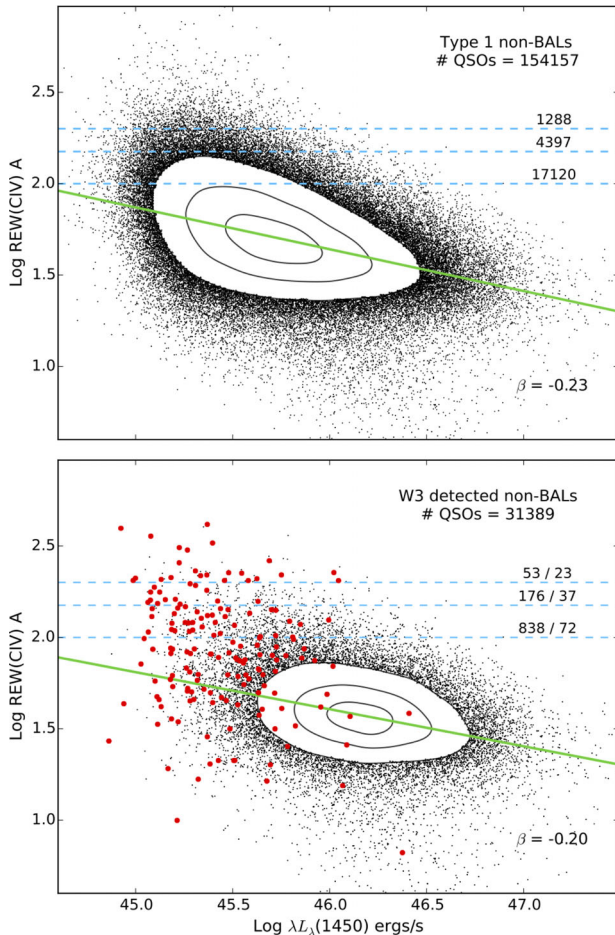 Type 1 non-BALs
# QSOs = 154157
2.5
1288
4397
2.0
17120
Log REW(CIV) A
1.5
1.0
β = -0.23
W3 detected non-BALs
# QSOs = 31389
2.5
53 / 23
176 / 37
2.0
838 / 72
Log REW(CIV) A
1.5
1.0
β = -0.20
45.0 45.5 46.0 46.5 47.0
Log λL_λ(1450) ergs/s